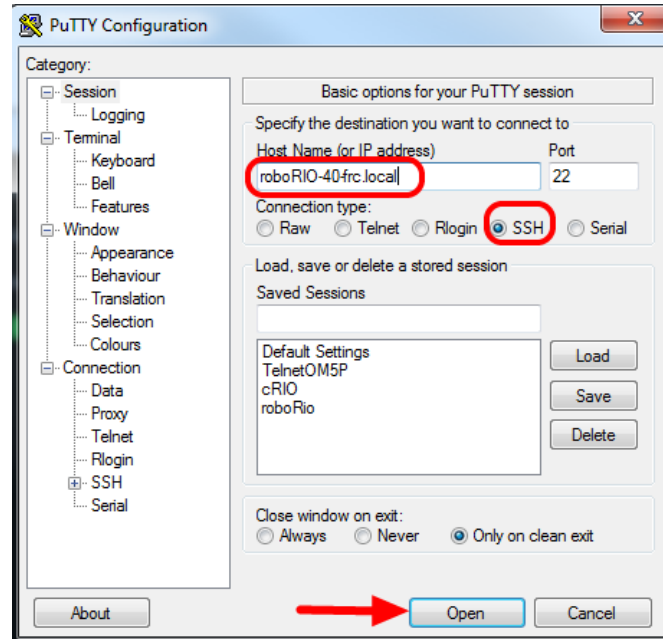 PuTTY Configuration
Category:
Session
Logging
Terminal
Keyboard
Bell
Features
Window
Appearance
Behaviour
Translation
Selection
Colours
Connection
Data
Proxy
Telnet
Rlogin
SSH
Serial
Basic options for your PuTTY session
Specify the destination you want to connect to
Host Name (or IP address) Port
roboRIO-40-frc.local 22
Connection type:
Raw Telnet Rlogin SSH Serial
Load, save or delete a stored session
Saved Sessions
Default Settings
TelnetOM5P
cRIO
roboRio
Load
Save
Delete
Close window on exit:
Always Never Only on clean exit
About Open Cancel